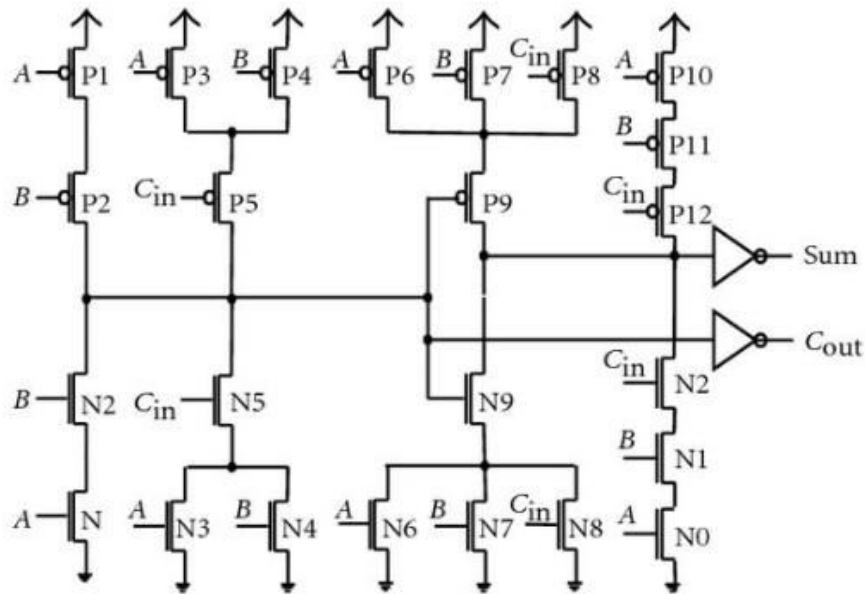 A P1 A P3 B P4 A P6 B P7 Cin P8 A P10
B P11
B P2 Cin P5 P9 Cin P12
Sum
Cout
B N2 Cin N5 N9 Cin N2
B N1
A N A N3 B N4 A N6 B N7 Cin N8 A N0